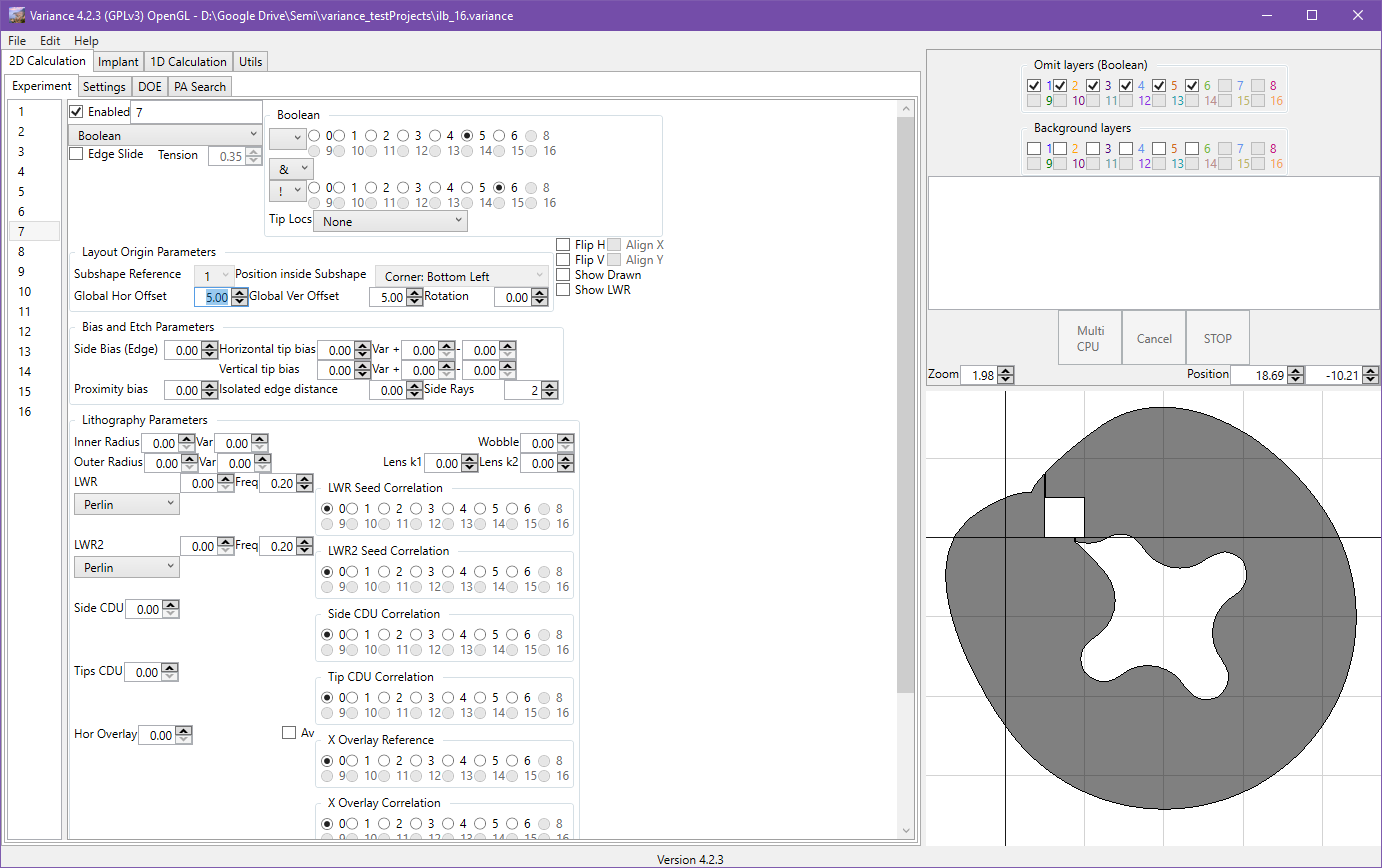 Variance 4.2.3 (GPLv3) OpenGL - D:\Google Drive\Semi\variance_testProjects\ilb_16.variance
File Edit Help
2D Calculation Implant 1D Calculation Utils
Experiment Settings DOE PA Search
1
2
3
4
5
6
7
8
9
10
11
12
13
14
15
16
Enabled 7
Boolean
Edge Slide Tension 0.35
Boolean
0 1 2 3 4 5 6 8
9 10 11 12 13 14 15 16
&
! 0 1 2 3 4 5 6 8
9 10 11 12 13 14 15 16
Tip Locs None
Layout Origin Parameters
Subshape Reference 1 Position inside Subshape Corner: Bottom Left
Global Hor Offset 5.00 Global Ver Offset 5.00 Rotation 0.00
Flip H Align X
Flip V Align Y
Show Drawn
Show LWR
Bias and Etch Parameters
Side Bias (Edge) 0.00 Horizontal tip bias 0.00 Var + 0.00 - 0.00
Vertical tip bias 0.00 Var + 0.00 - 0.00
Proximity bias 0.00 Isolated edge distance 0.00 Side Rays 2
Lithography Parameters
Inner Radius 0.00 Var 0.00 Wobble 0.00
Outer Radius 0.00 Var 0.00 Lens k1 0.00 Lens k2 0.00
LWR 0.00 Freq 0.20
Perlin
LWR Seed Correlation
0 1 2 3 4 5 6 8
9 10 11 12 13 14 15 16
LWR2 0.00 Freq 0.20
Perlin
LWR2 Seed Correlation
0 1 2 3 4 5 6 8
9 10 11 12 13 14 15 16
Side CDU 0.00
Side CDU Correlation
0 1 2 3 4 5 6 8
9 10 11 12 13 14 15 16
Tips CDU 0.00
Tip CDU Correlation
0 1 2 3 4 5 6 8
9 10 11 12 13 14 15 16
Hor Overlay 0.00 Av
X Overlay Reference
0 1 2 3 4 5 6 8
9 10 11 12 13 14 15 16
X Overlay Correlation
0 1 2 3 4 5 6 8
9 10 11 12 13 14 15 16
Omit layers (Boolean)
1 2 3 4 5 6 7 8
9 10 11 12 13 14 15 16
Background layers
1 2 3 4 5 6 7 8
9 10 11 12 13 14 15 16
Multi CPU
Cancel
STOP
Zoom 1.98 Position 18.69 -10.21
Version 4.2.3